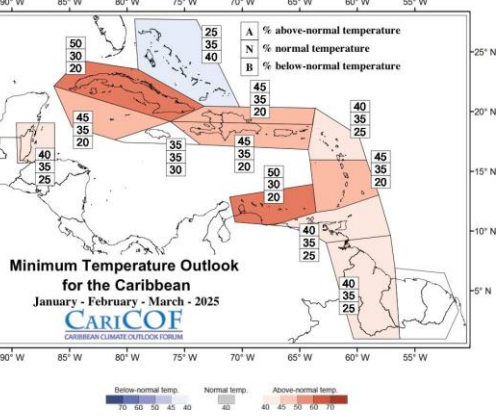 90°W 85°W 80°W 75°W 70°W 65°W 60°W 55°W
A % above-normal temperature
N % normal temperature
B % below-normal temperature
25°N
20°N
15°N
10°N
5°N
25
35
40
50
30
20
45
35
20
40
35
25
45
35
20
40
35
25
35
35
30
45
35
20
45
35
20
50
30
20
40
35
25
40
35
25
Minimum Temperature Outlook
for the Caribbean
January - February - March - 2025
CARICOF
CARIBBEAN CLIMATE OUTLOOK FORUM
90°W 85°W 80°W 75°W 70°W 65°W 60°W 55°W
Below-normal temp. Normal temp. Above-normal temp.
70 60 50 45 40 40 40 45 50 60 70